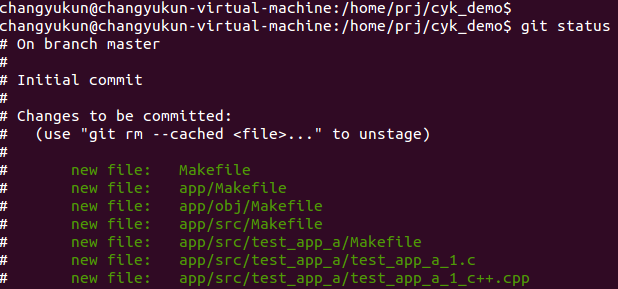 changyukun@changyukun-virtual-machine:/home/prj/cyk_demo$
changyukun@changyukun-virtual-machine:/home/prj/cyk_demo$ git status
# On branch master
#
# Initial commit
#
# Changes to be committed:
#   (use "git rm --cached <file>..." to unstage)
#
#       new file:   Makefile
#       new file:   app/Makefile
#       new file:   app/obj/Makefile
#       new file:   app/src/Makefile
#       new file:   app/src/test_app_a/Makefile
#       new file:   app/src/test_app_a/test_app_a_1.c
#       new file:   app/src/test_app_a/test_app_a_1_c++.cpp